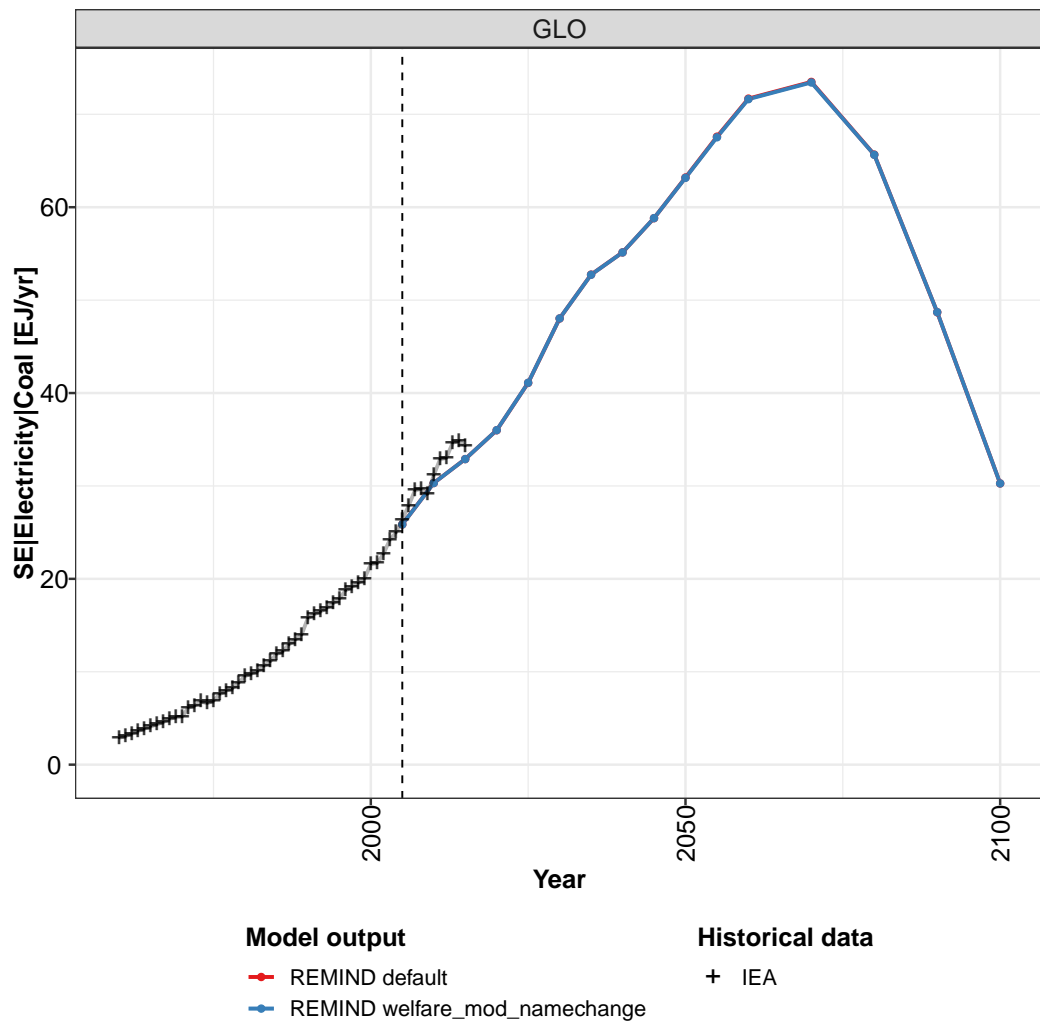 GLO
SE|Electricity|Coal [EJ/yr]
60
40
20
0
2000
2050
2100
Year
Model output
REMIND default
REMIND welfare_mod_namechange
Historical data
IEA